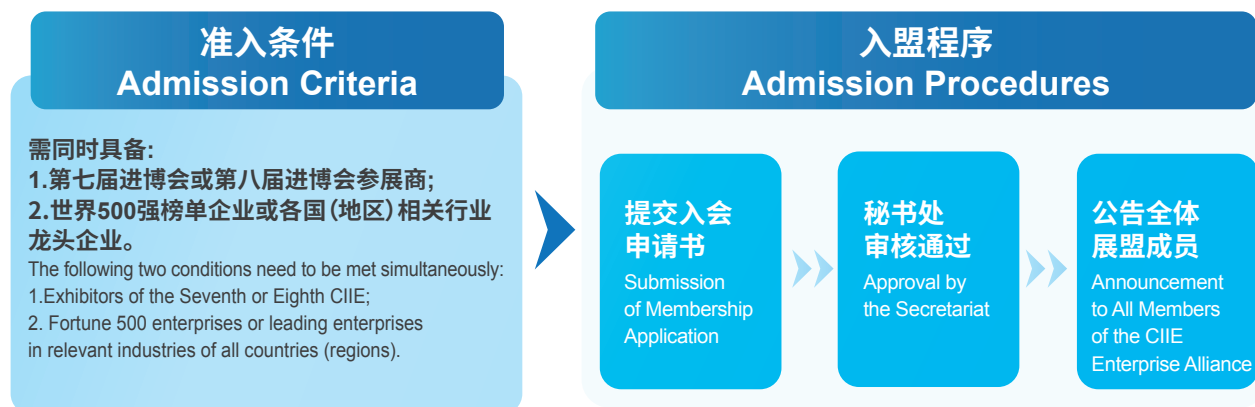 准入条件
Admission Criteria
需同时具备:
1.第七届进博会或第八届进博会参展商;
2.世界500强榜单企业或各国(地区)相关行业
龙头企业。
The following two conditions need to be met simultaneously:
1.Exhibitors of the Seventh or Eighth CIIE;
2. Fortune 500 enterprises or leading enterprises
in relevant industries of all countries (regions).
入盟程序
Admission Procedures
提交入会
申请书
Submission
of Membership
Application
秘书处
审核通过
Approval by
the Secretariat
公告全体
展盟成员
Announcement
to All Members
of the CIIE
Enterprise Alliance